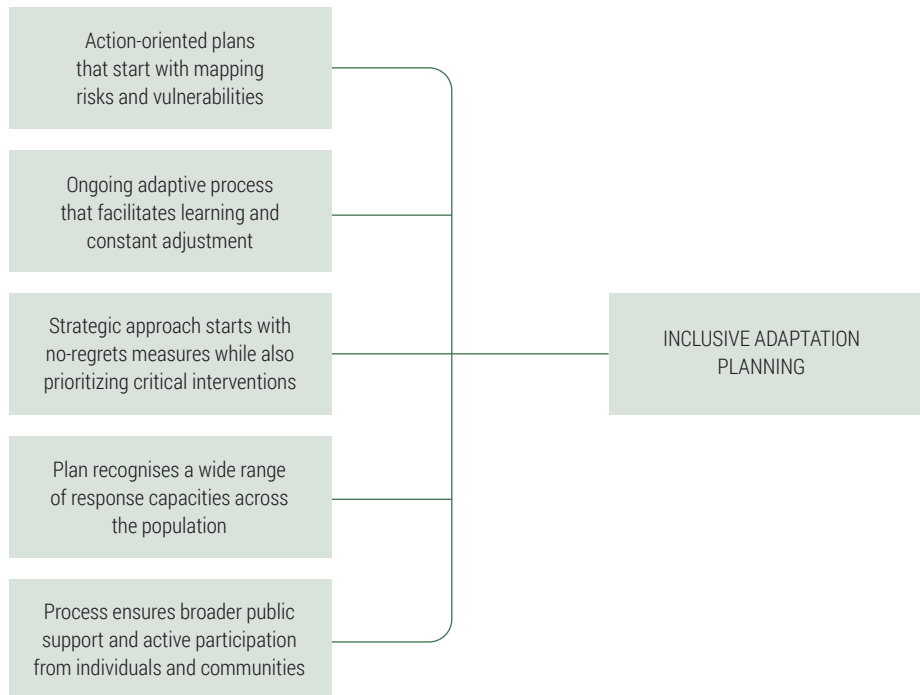 Action-oriented plans
that start with mapping
risks and vulnerabilities
Ongoing adaptive process
that facilitates learning and
constant adjustment
Strategic approach starts with
no-regrets measures while also
prioritizing critical interventions
Plan recognises a wide range
of response capacities across
the population
Process ensures broader public
support and active participation
from individuals and communities
INCLUSIVE ADAPTATION
PLANNING